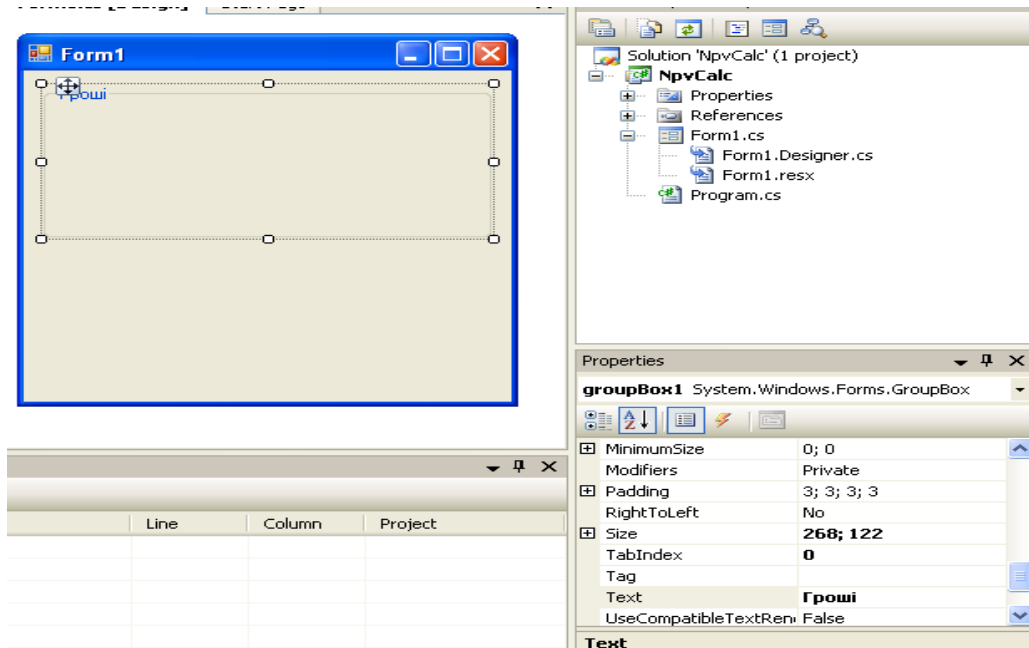 Form1
Гроші
Line Column Project
Solution 'NpvCalc' (1 project)
NpvCalc
Properties
References
Form1.cs
Form1.Designer.cs
Form1.resx
Program.cs
Properties
groupBox1 System.Windows.Forms.GroupBox
MinimumSize 0; 0
Modifiers Private
Padding 3; 3; 3; 3
RightToLeft No
Size 268; 122
TabIndex 0
Tag
Text Гроші
UseCompatibleTextRen False
Text